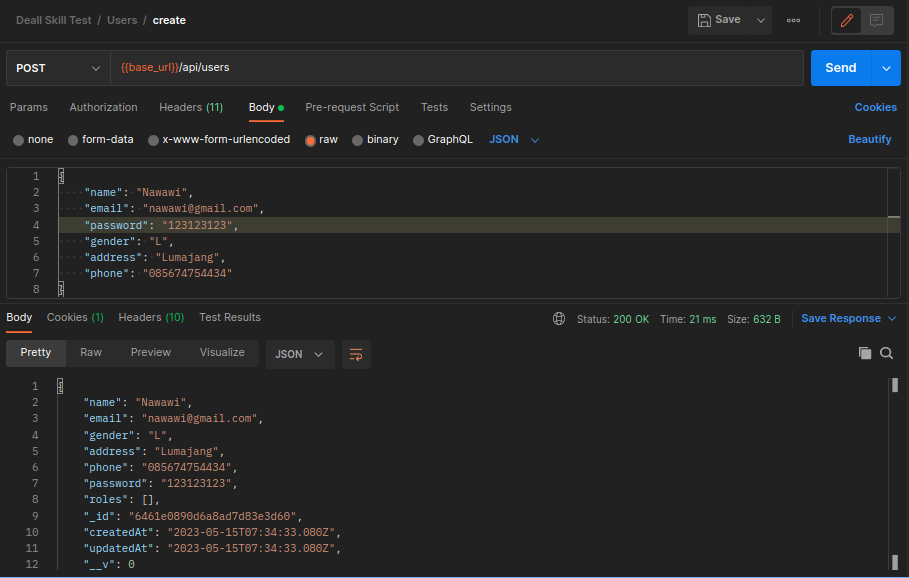 Deall Skill Test / Users / create
Save
POST
{{base_url}}/api/users
Send
Params Authorization Headers (11) Body Pre-request Script Tests Settings Cookies
none form-data x-www-form-urlencoded raw binary GraphQL JSON Beautify
1 {
2 "name": "Nawawi",
3 "email": "nawawi@gmail.com",
4 "password": "123123123",
5 "gender": "L",
6 "address": "Lumajang",
7 "phone": "085674754434"
8 }
Body Cookies (1) Headers (10) Test Results Status: 200 OK Time: 21 ms Size: 632 B Save Response
Pretty Raw Preview Visualize JSON
1 {
2 "name": "Nawawi",
3 "email": "nawawi@gmail.com",
4 "gender": "L",
5 "address": "Lumajang",
6 "phone": "085674754434",
7 "password": "123123123",
8 "roles": [],
9 "_id": "6461e0890d6a8ad7d83e3d60",
10 "createdAt": "2023-05-15T07:34:33.080Z",
11 "updatedAt": "2023-05-15T07:34:33.080Z",
12 "__v": 0